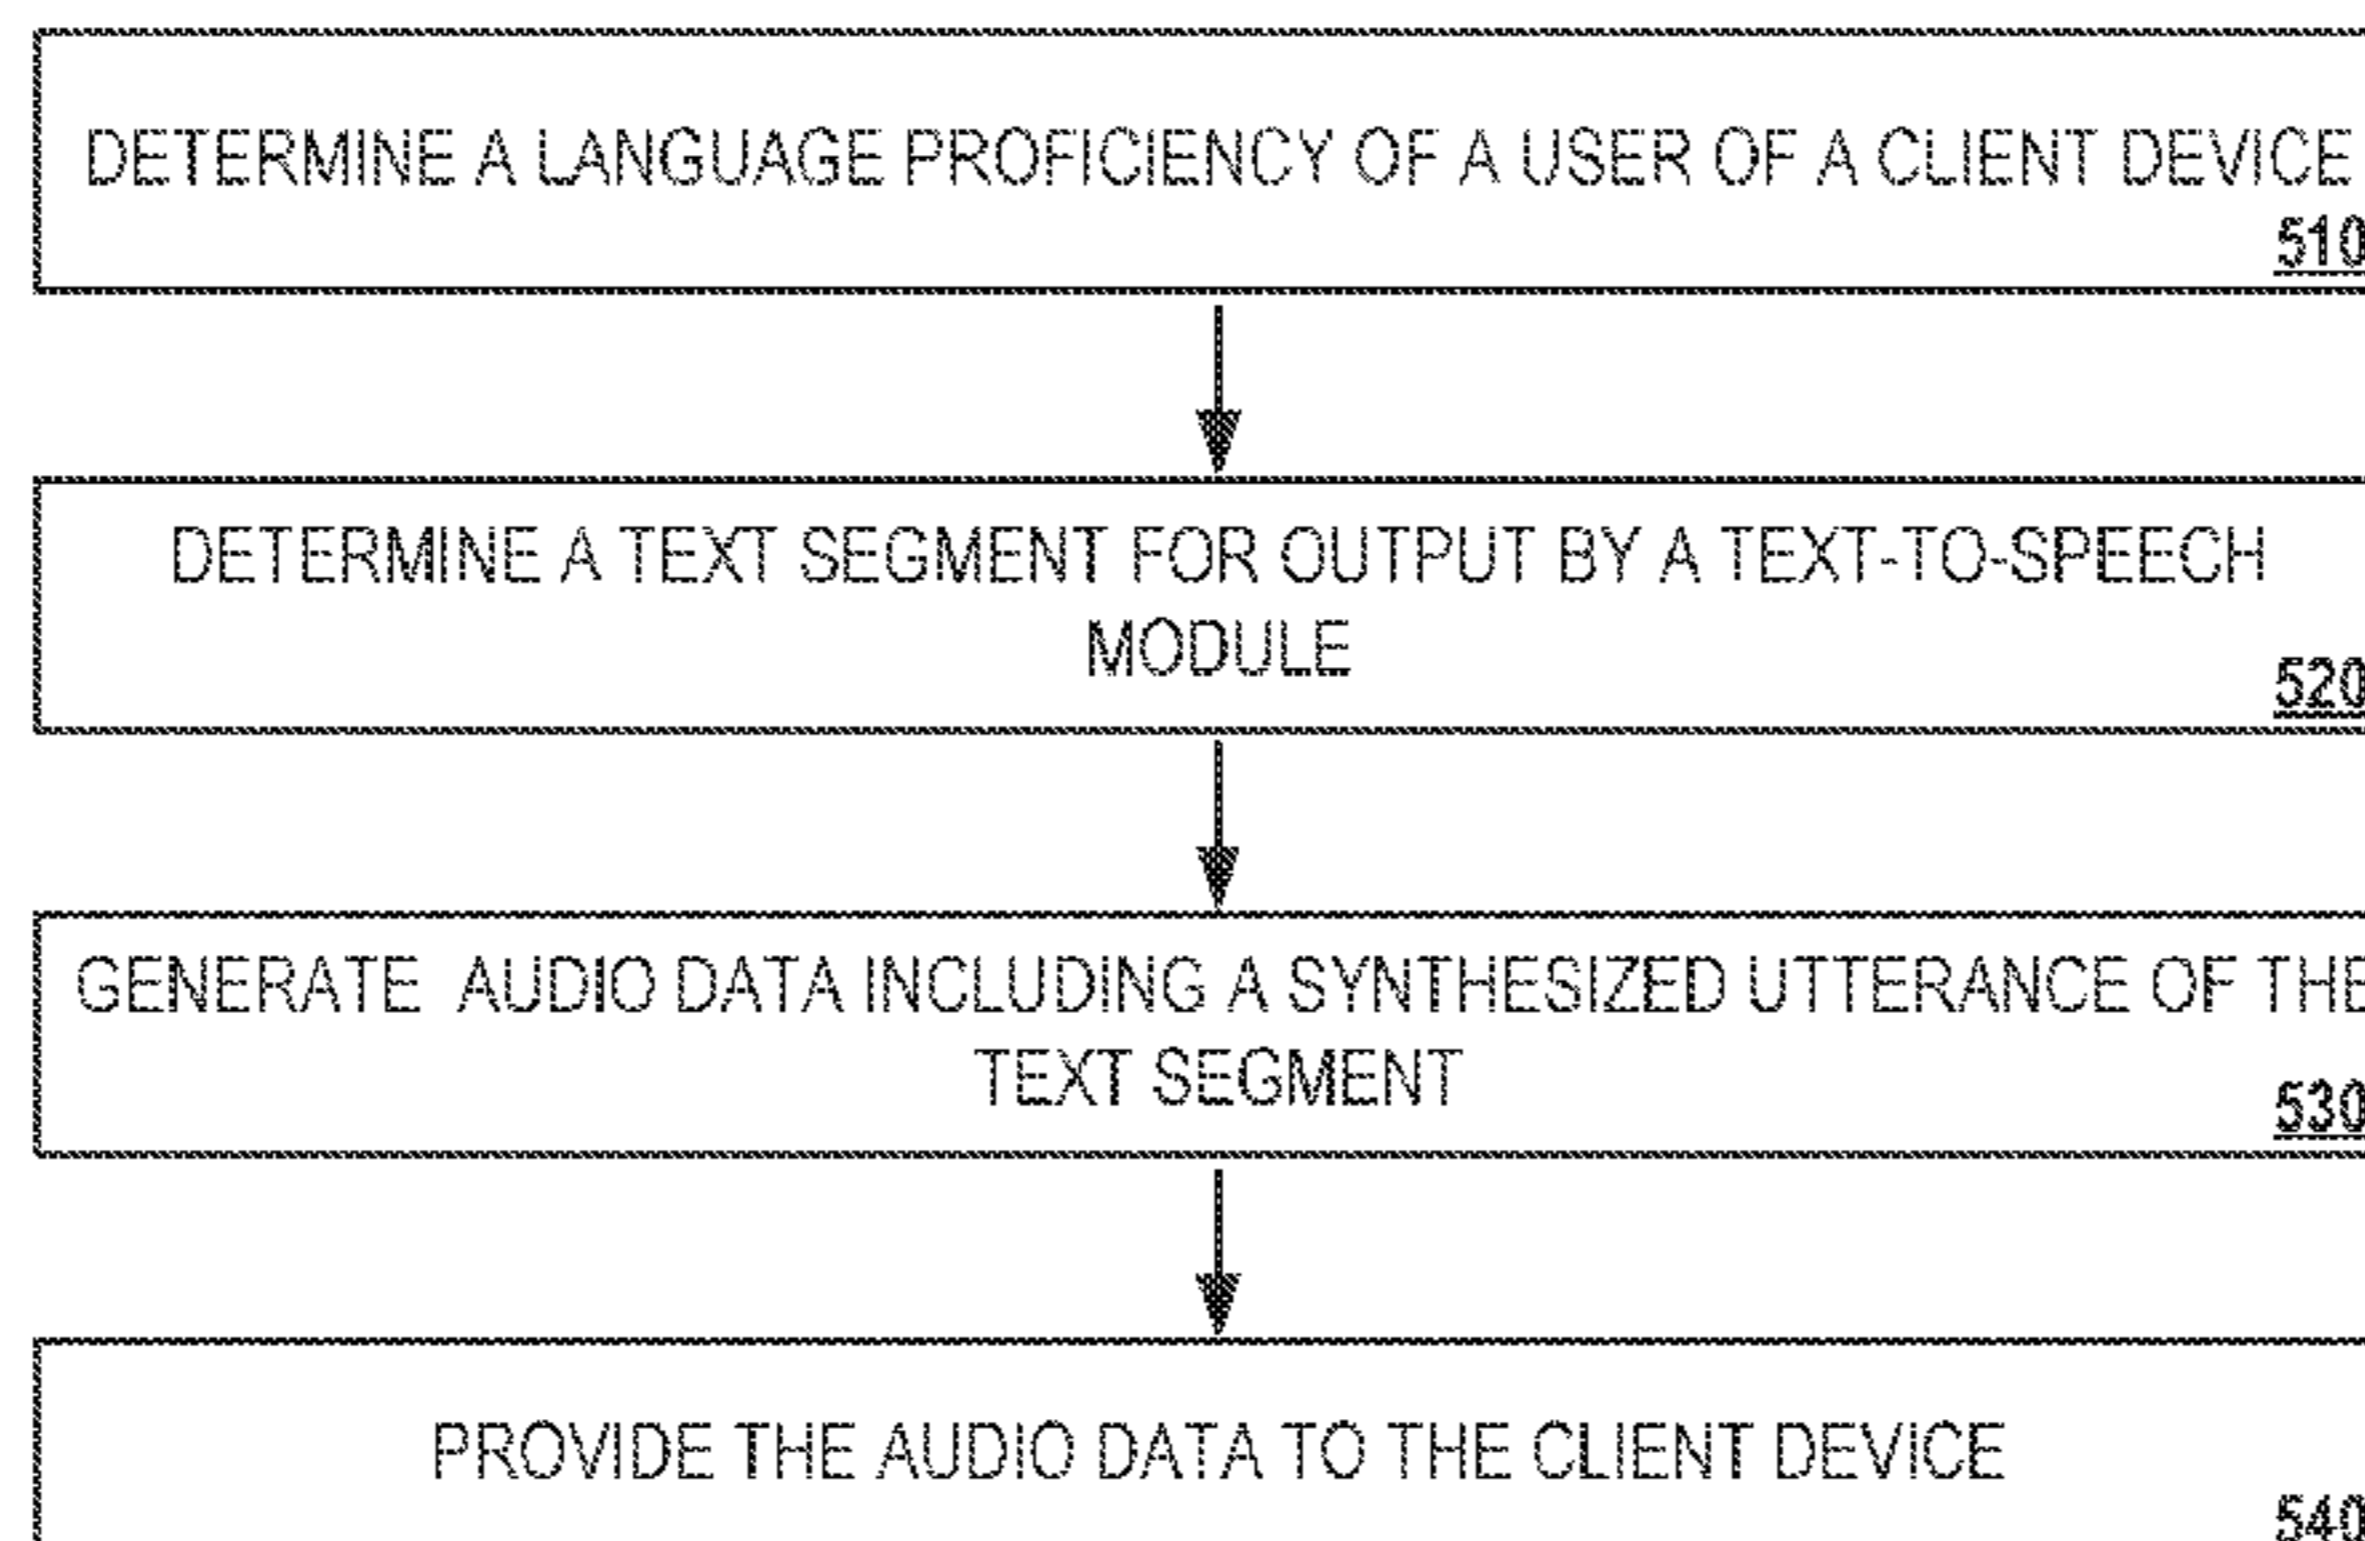 DETERMINE A LANGUAGE PROFICIENCY OF A USER OF A CLIENT DEVICE
510
DETERMINE A TEXT SEGMENT FOR OUTPUT BY A TEXT-TO-SPEECH
MODULE
520
GENERATE AUDIO DATA INCLUDING A SYNTHESIZED UTTERANCE OF THE
TEXT SEGMENT
530
PROVIDE THE AUDIO DATA TO THE CLIENT DEVICE
540